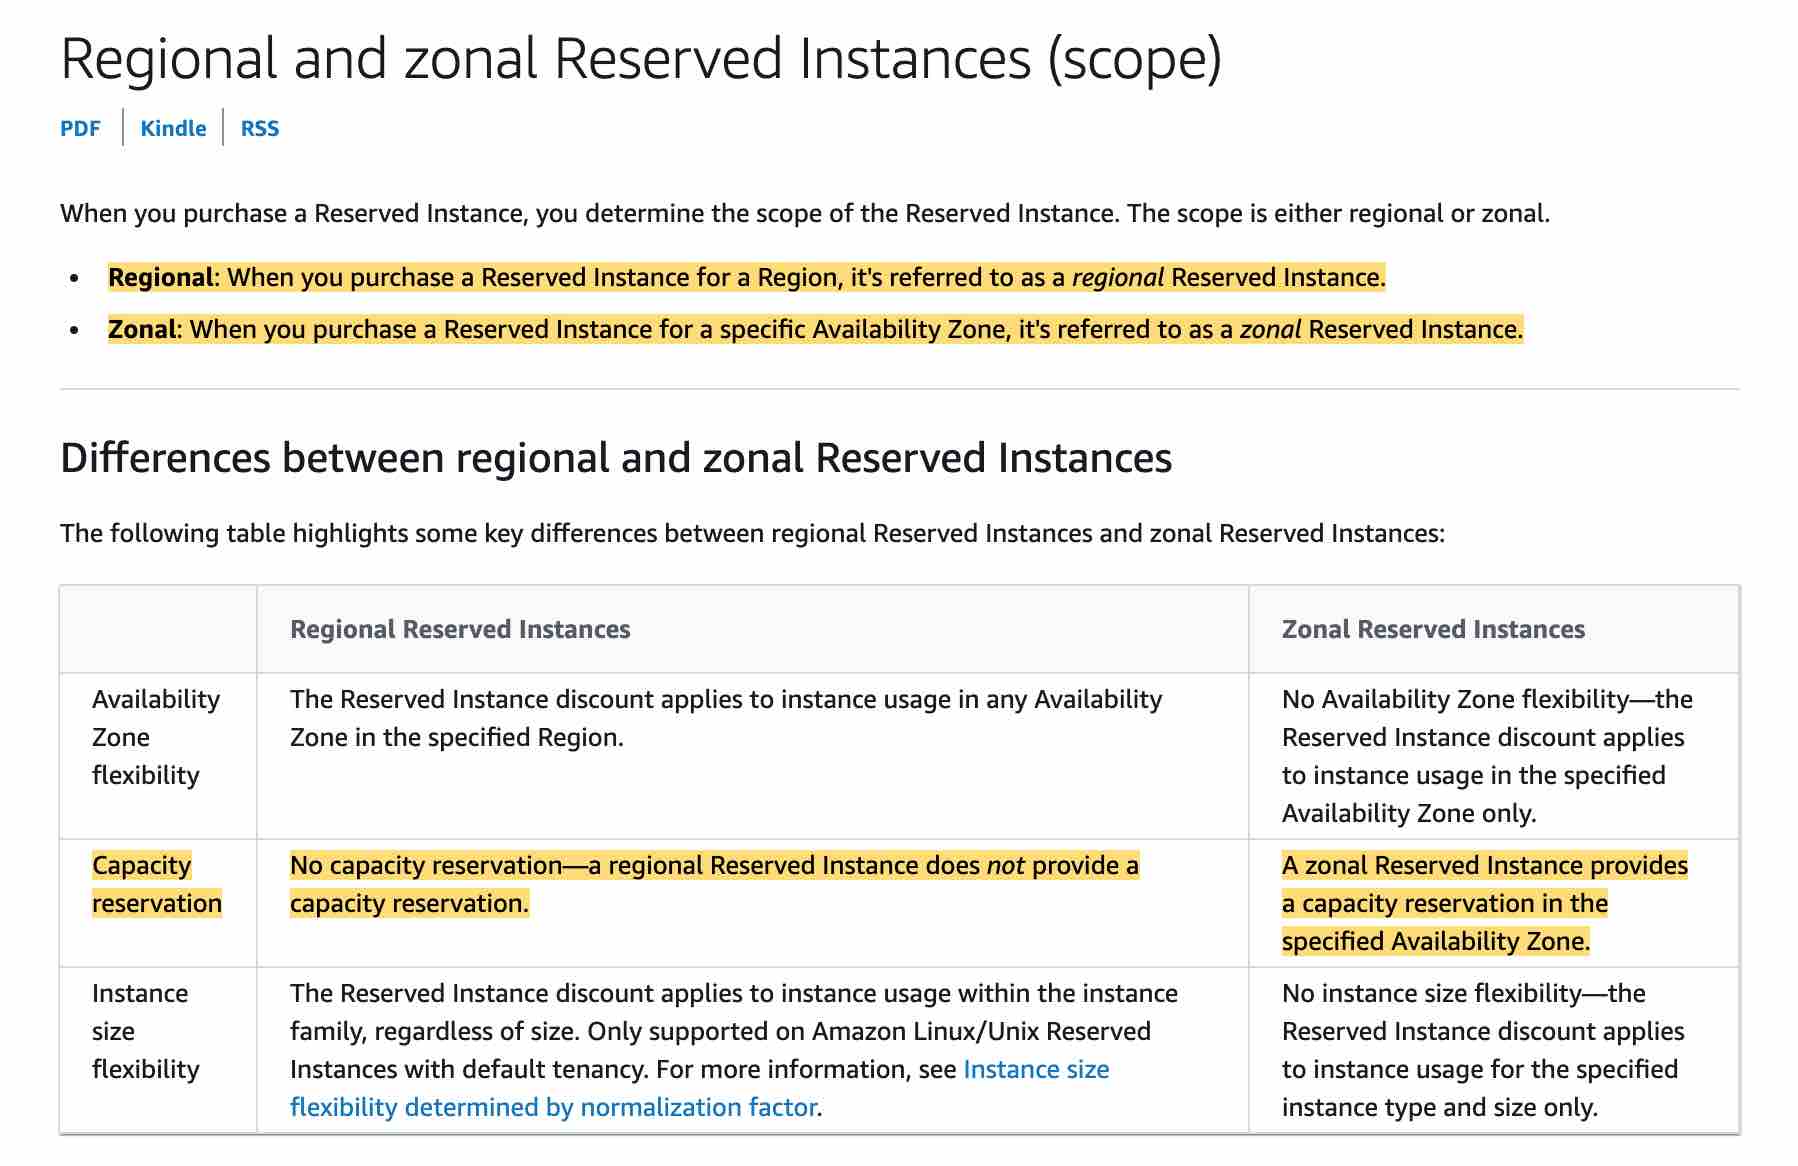 Regional and zonal Reserved Instances (scope)
PDF | Kindle | RSS
When you purchase a Reserved Instance, you determine the scope of the Reserved Instance. The scope is either regional or zonal.
• Regional: When you purchase a Reserved Instance for a Region, it's referred to as a regional Reserved Instance.
• Zonal: When you purchase a Reserved Instance for a specific Availability Zone, it's referred to as a zonal Reserved Instance.
Differences between regional and zonal Reserved Instances
The following table highlights some key differences between regional Reserved Instances and zonal Reserved Instances:
Regional Reserved Instances
Zonal Reserved Instances
Availability
Zone
flexibility
The Reserved Instance discount applies to instance usage in any Availability
Zone in the specified Region.
No Availability Zone flexibility—the
Reserved Instance discount applies
to instance usage in the specified
Availability Zone only.
Capacity
reservation
No capacity reservation—a regional Reserved Instance does not provide a
capacity reservation.
A zonal Reserved Instance provides
a capacity reservation in the
specified Availability Zone.
Instance
size
flexibility
The Reserved Instance discount applies to instance usage within the instance
family, regardless of size. Only supported on Amazon Linux/Unix Reserved
Instances with default tenancy. For more information, see Instance size
flexibility determined by normalization factor.
No instance size flexibility—the
Reserved Instance discount applies
to instance usage for the specified
instance type and size only.